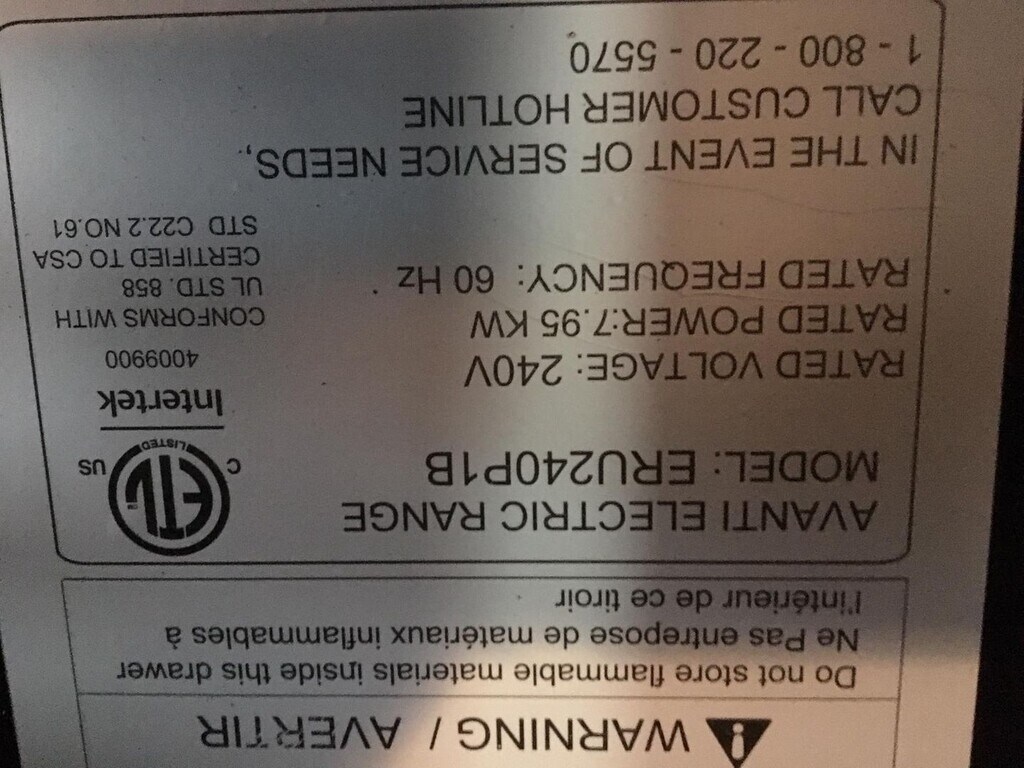 ⚠ WARNING / AVERTIR
Do not store flammable materials inside this drawer
Ne Pas entrepose de matériaux inflammables à
l'intérieur de ce tiroir
AVANTI ELECTRIC RANGE
MODEL: ERU240P1B
RATED VOLTAGE: 240V
RATED POWER:7.95 KW
RATED FREQUENCY: 60 Hz
IN THE EVENT OF SERVICE NEEDS,
CALL CUSTOMER HOTLINE
1 - 800 - 220 - 5570
C ETL US
LISTED
Intertek
4009900
CONFORMS WITH
UL STD. 858
CERTIFIED TO CSA
STD C22.2 NO.61